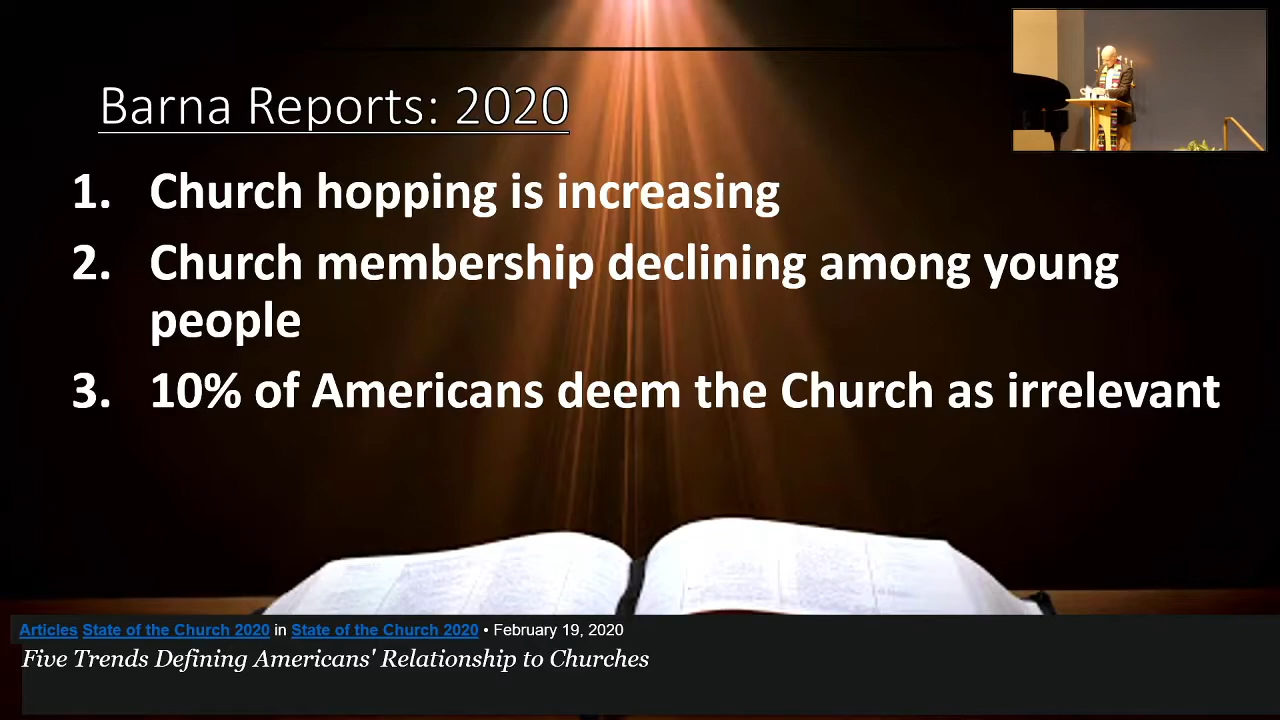 Barna Reports: 2020
1. Church hopping is increasing
2. Church membership declining among young
people
3. 10% of Americans deem the Church as irrelevant
Articles State of the Church 2020 in State of the Church 2020 • February 19, 2020
Five Trends Defining Americans' Relationship to Churches